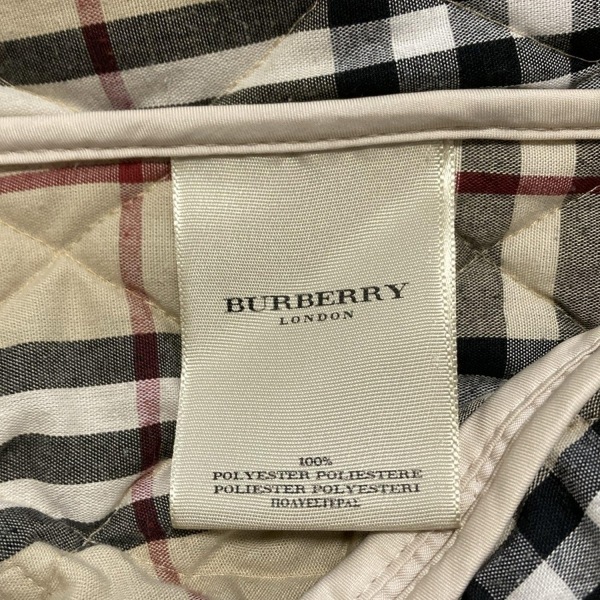 BURBERRY
LONDON
100%
POLYESTER POLIESTERE
POLIESTER POLYESTERI
ΠΟΛΥΕΣΤΕΡΑΣ